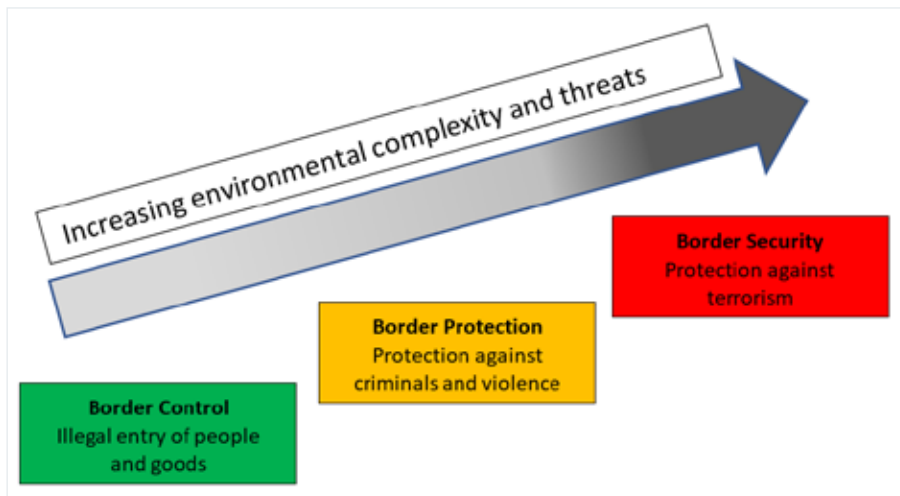 Increasing environmental complexity and threats
Border Security
Protection against
terrorism
Border Protection
Protection against
criminals and violence
Border Control
Illegal entry of people
and goods